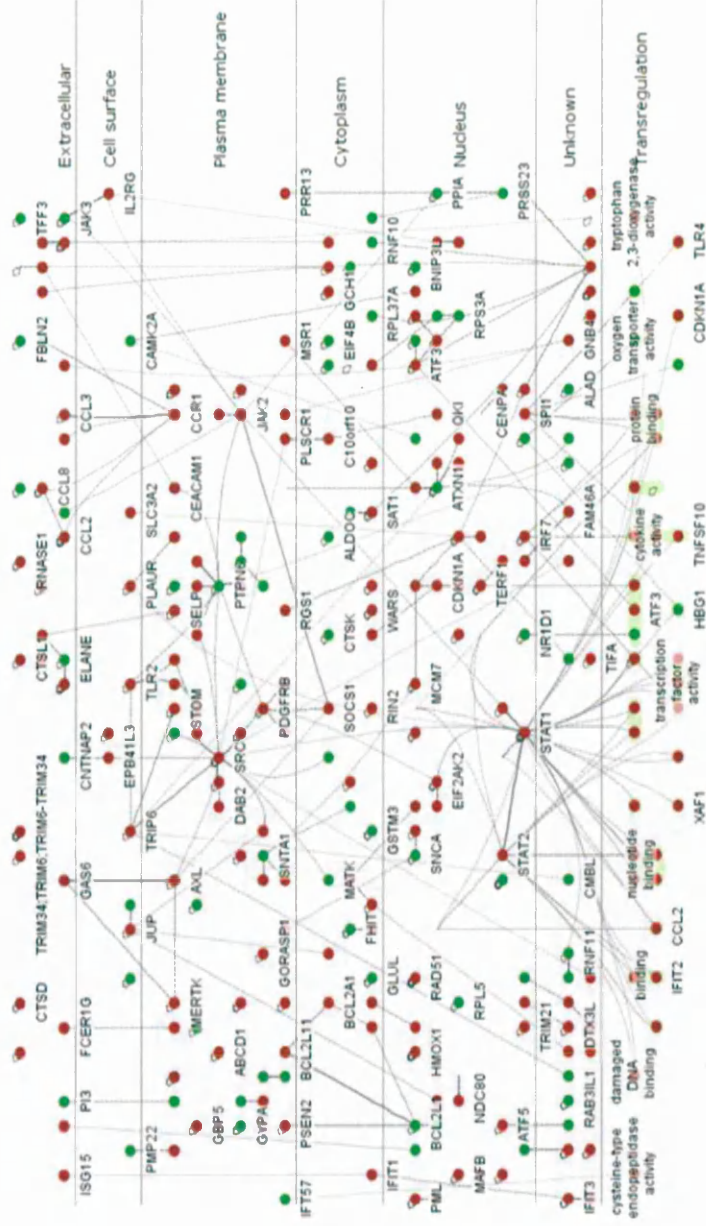 CTSD TRIM34;TRIM6;TRIM6-TRIM34 CTSL1 RNASE1 FBLN2 TFF3
ISG15 PI3 FCER1G GAS6 CNTNAP2 ELANE CCL2 CCL8 CCL3 JAK3 Extracellular
Cell surface
PMP22 JUP TRIP6 EPB41L3 TLR2 PLAUR SLC3A2 CAMK2A IL2RG
MERTK AXL STOM SELP CEACAM1 CCR1
GBP5 ABCD1 DAB2 SRC PTPN6 JAK2 Plasma membrane
GYPA GORASP1 SNTA1 PDGFRB
IFT57 PSEN2 BCL2L11 RGS1 PLSCR1 MSR1 PRR13
BCL2A1 FHIT MATK SOCS1 CTSK ALDOC C10orf10 EIF4B GCH1 Cytoplasm
IFIT1 GLUL GSTM3 RIN2 WARS SAT1 RPL37A RNF10
PML BCL2L1 HMOX1 RAD51 SNCA MCM7 ATXN1 ATF3 BNIP3L
EIF2AK2 CDKN1A QKI PPIA Nucleus
MAFB NDC80 RPL5 TERF1 RPS3A
STAT2 CENPA PRSS23
ATF5 TRIM21 STAT1 NR1D1 IRF7 SPI1
IFIT3 RAB3IL1 DTX3L RNF11 CMBL TIFA FAM46A ALAD GNB4 Unknown
cysteine-type endopeptidase activity
damaged DNA binding
binding
nucleotide binding
transcription factor activity
ATF3
cytokine activity
protein binding
oxygen transporter activity
tryptophan 2,3-dioxygenase activity
Transregulation
IFIT2 CCL2 XAF1 HBG1 TNFSF10 CDKN1A TLR4